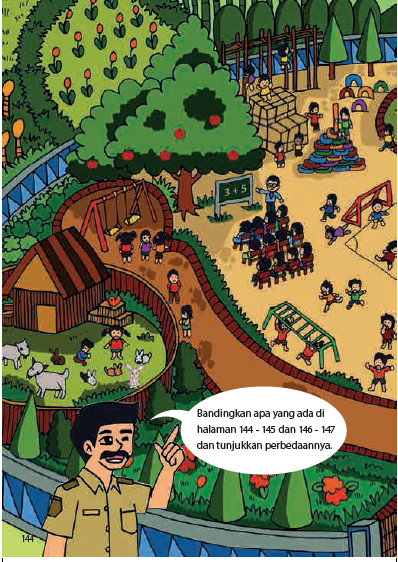 3 + 5
Bandingkan apa yang ada di
halaman 144 - 145 dan 146 - 147
dan tunjukkan perbedaannya.
144